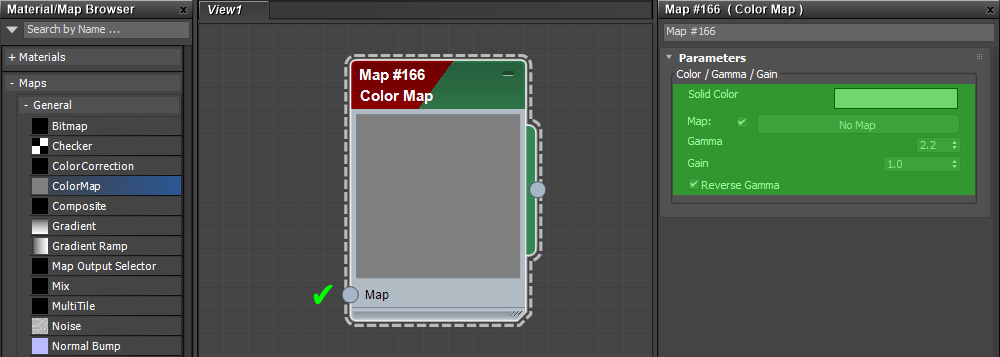 Material/Map Browser x
Search by Name ...
+ Materials
- Maps
- General
Bitmap
Checker
ColorCorrection
ColorMap
Composite
Gradient
Gradient Ramp
Map Output Selector
Mix
MultiTile
Noise
Normal Bump
View1
Map #166
Color Map
Map
Map #166 ( Color Map ) x
Map #166
Parameters
Color / Gamma / Gain
Solid Color
Map: No Map
Gamma 2.2
Gain 1.0
Reverse Gamma